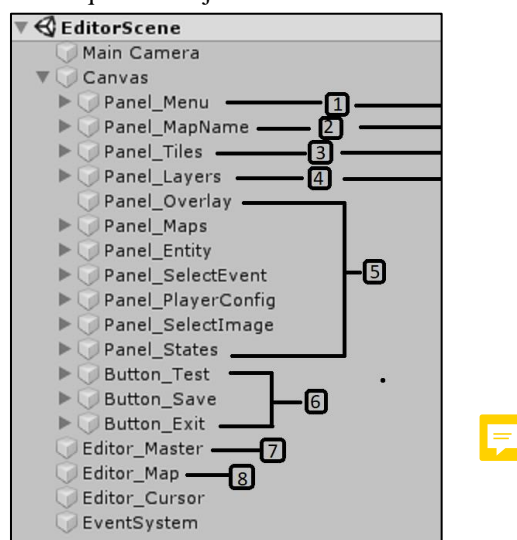 EditorScene
Main Camera
Canvas
Panel_Menu 1
Panel_MapName 2
Panel_Tiles 3
Panel_Layers 4
Panel_Overlay
Panel_Maps
Panel_Entity
Panel_SelectEvent 5
Panel_PlayerConfig
Panel_SelectImage
Panel_States
Button_Test
Button_Save 6
Button_Exit
Editor_Master 7
Editor_Map 8
Editor_Cursor
EventSystem